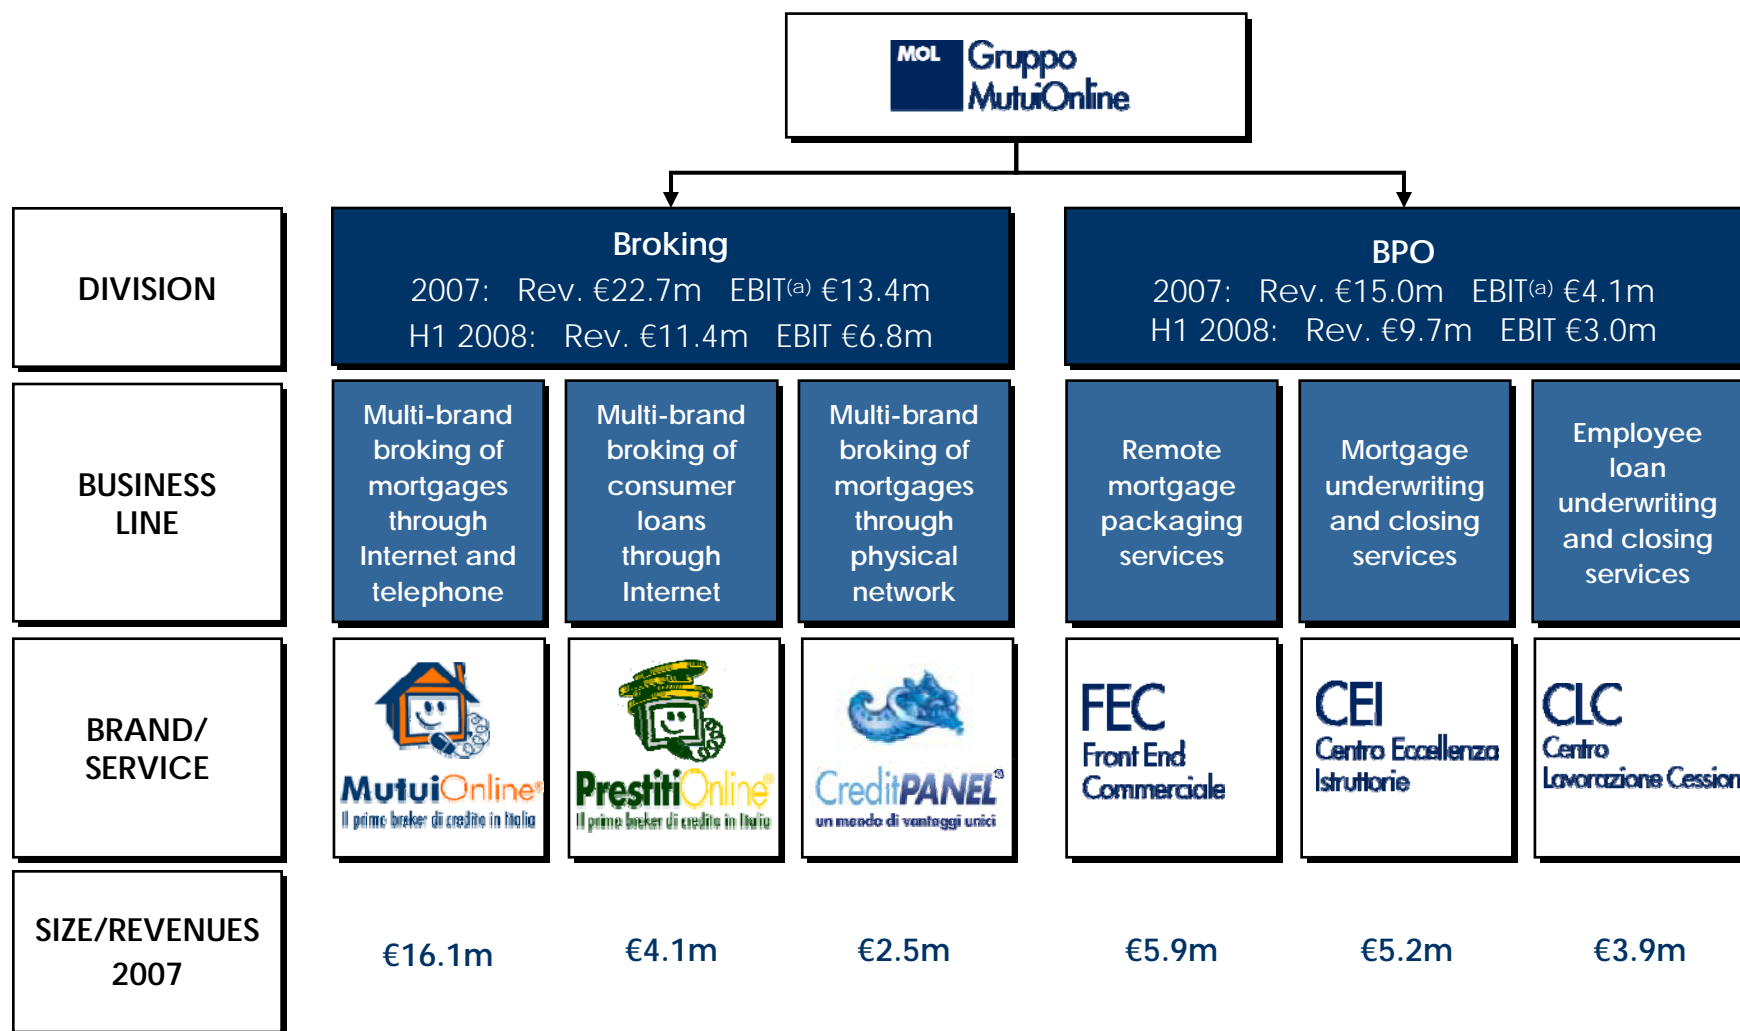 MOL Gruppo
MutuiOnline
DIVISION
Broking
2007: Rev. €22.7m EBIT(a) €13.4m
H1 2008: Rev. €11.4m EBIT €6.8m
BPO
2007: Rev. €15.0m EBIT(a) €4.1m
H1 2008: Rev. €9.7m EBIT €3.0m
BUSINESS
LINE
Multi-brand
broking of
mortgages
through
Internet and
telephone
Multi-brand
broking of
consumer
loans
through
Internet
Multi-brand
broking of
mortgages
through
physical
network
Remote
mortgage
packaging
services
Mortgage
underwriting
and closing
services
Employee
loan
underwriting
and closing
services
BRAND/
SERVICE
MutuiOnline®
Il primo broker di credito in Italia
PrestitiOnline®
Il primo broker di credito in Italia
CreditPANEL®
un mondo di vantaggi unici
FEC
Front End
Commerciale
CEI
Centro Eccellenza
Istruttorie
CLC
Centro
Lavorazione Cession
SIZE/REVENUES
2007
€16.1m
€4.1m
€2.5m
€5.9m
€5.2m
€3.9m